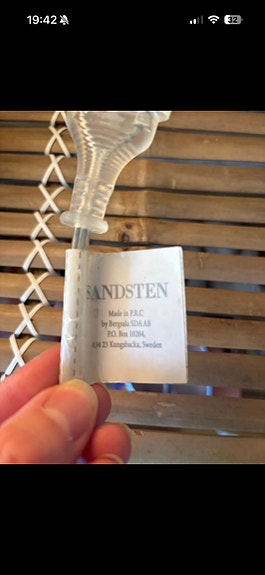 19:42
32
SANDSTEN
Made in P.R.C
by Bergsala SDA AB
P.O. Box 10204,
434 23 Kungsbacka, Sweden